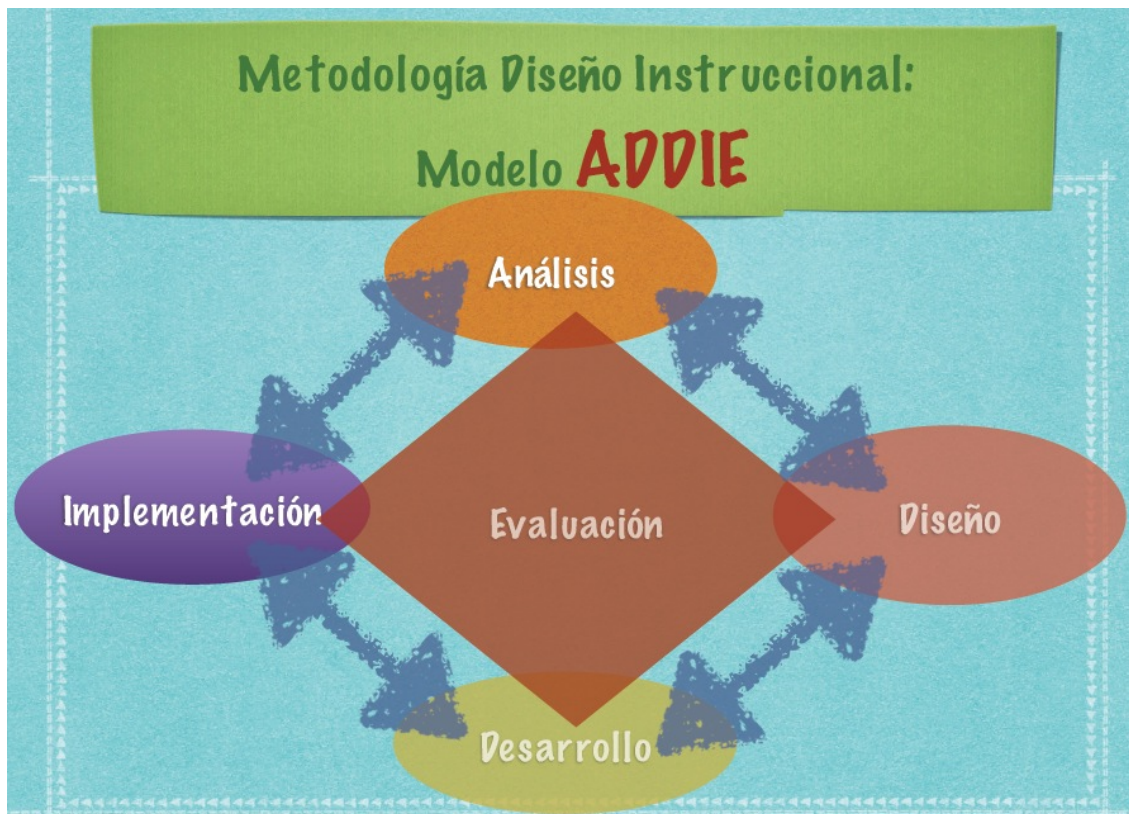 Metodología Diseño Instruccional:
Modelo ADDIE
Análisis
Implementación
Evaluación
Diseño
Desarrollo